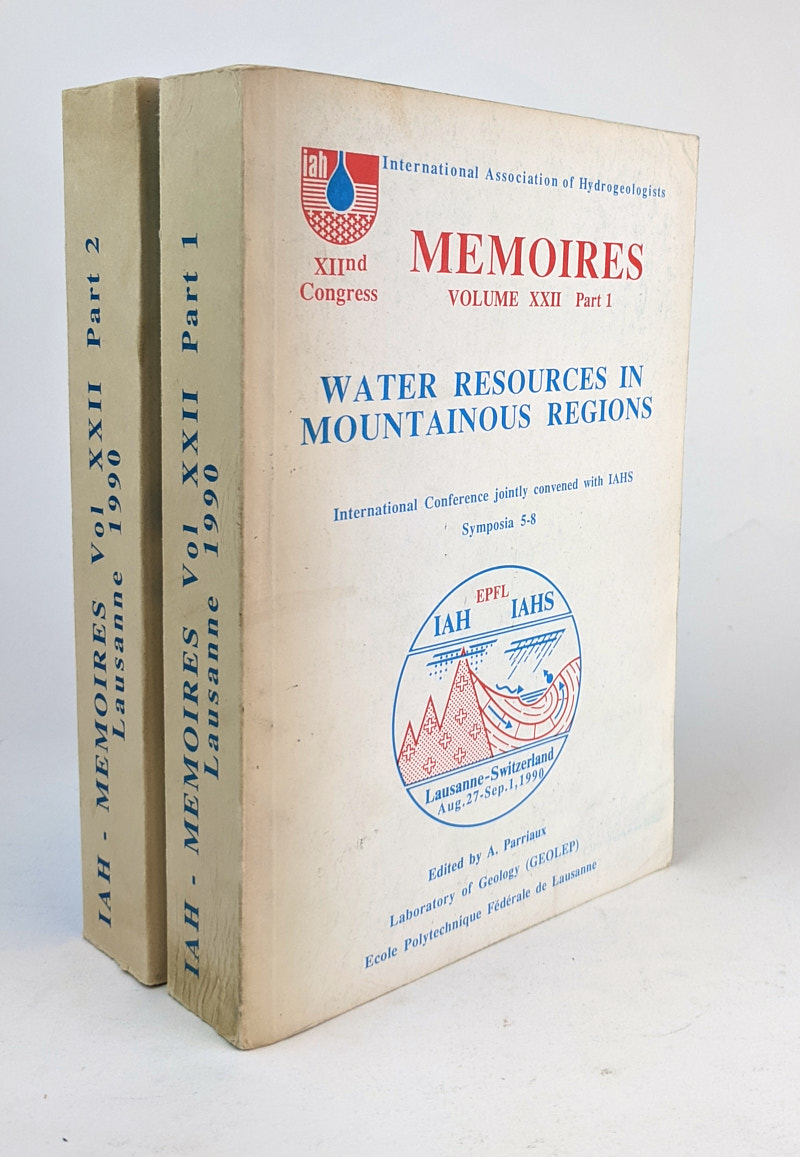 IAH - MEMOIRES Vol XXII Part 2
Lausanne 1990
IAH - MEMOIRES Vol XXII Part 1
Lausanne 1990
iah
International Association of Hydrogeologists
XIInd
Congress
MEMOIRES
VOLUME XXII Part 1
WATER RESOURCES IN
MOUNTAINOUS REGIONS
International Conference jointly convened with IAHS
Symposia 5-8
EPFL
IAH IAHS
Lausanne-Switzerland
Aug.27-Sep.1,1990
Edited by A. Parriaux
Laboratory of Geology (GEOLEP)
Ecole Polytechnique Fédérale de Lausanne